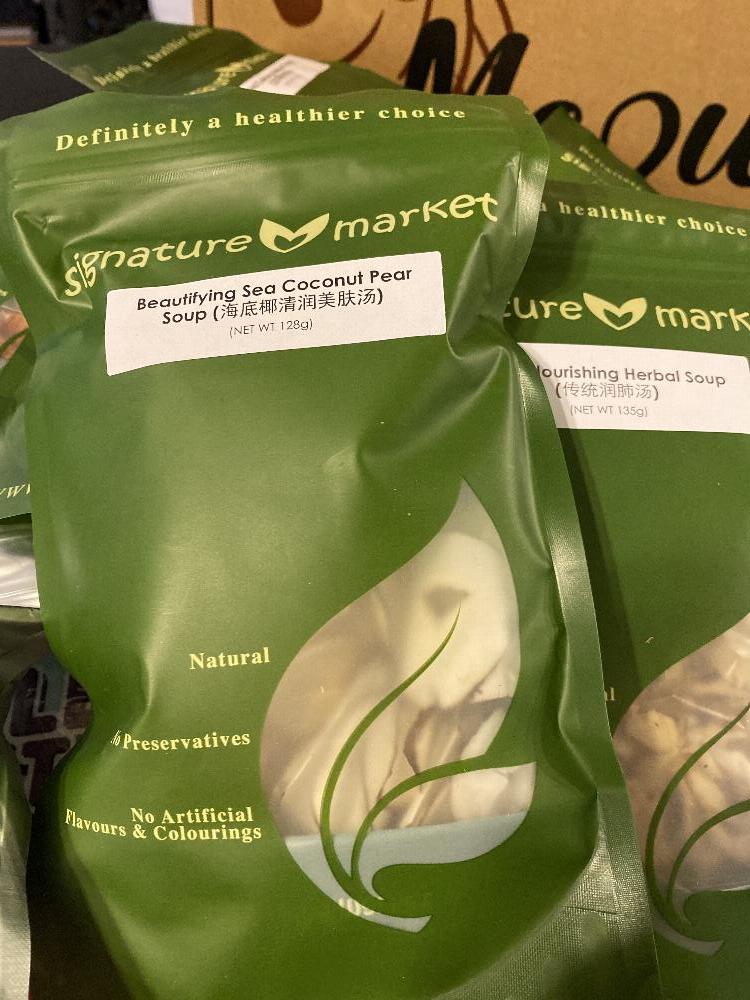 Definitely a healthier choice
signature market
Beautifying Sea Coconut Pear
Soup (海底椰清润美肤汤)
(NET WT 128g)
Natural
No Preservatives
No Artificial
Flavours & Colourings
a healthier choice
ture mark
Nourishing Herbal Soup
(传统润肺汤)
(NET WT 135g)